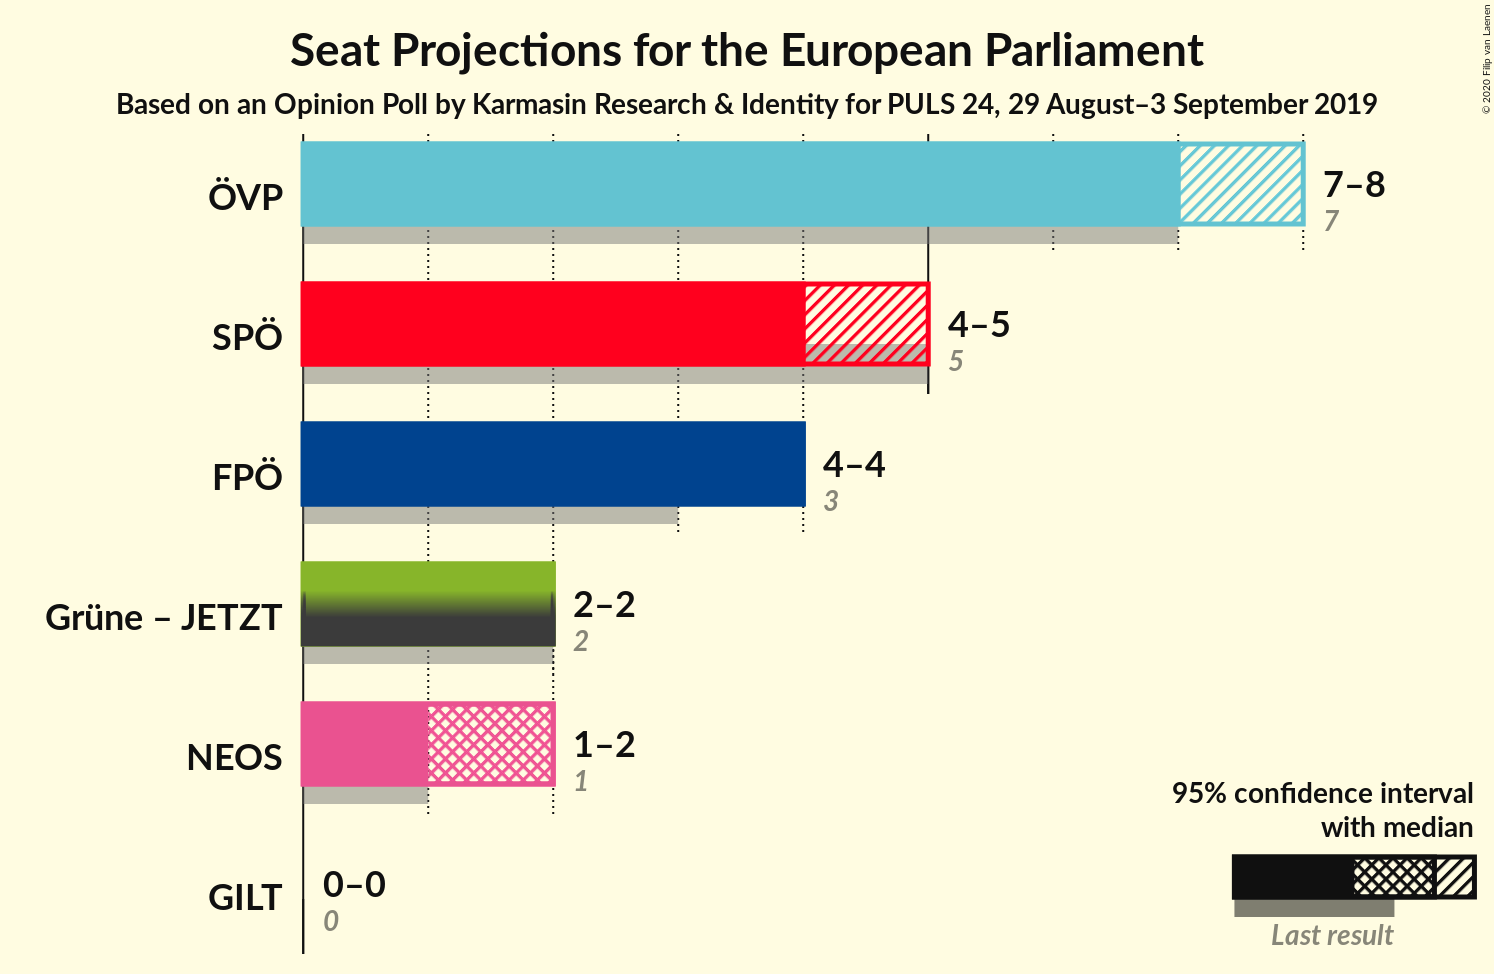 Seat Projections for the European Parliament
Based on an Opinion Poll by Karmasin Research & Identity for PULS 24, 29 August–3 September 2019
© 2020 Filip van Laenen
ÖVP
7–8
7
SPÖ
4–5
5
FPÖ
4–4
3
Grüne – JETZT
2–2
2
NEOS
1–2
1
GILT
0–0
0
95% confidence interval
with median
Last result